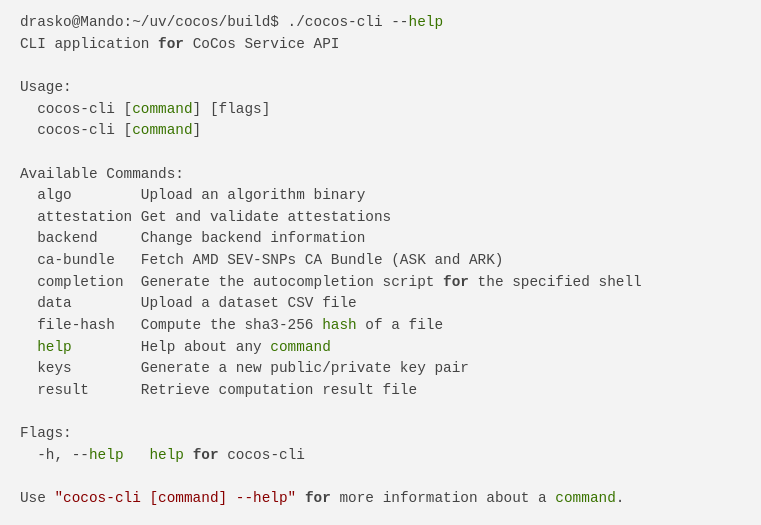 drasko@Mando:~/uv/cocos/build$ ./cocos-cli --help
CLI application for CoCos Service API

Usage:
  cocos-cli [command] [flags]
  cocos-cli [command]

Available Commands:
  algo        Upload an algorithm binary
  attestation Get and validate attestations
  backend     Change backend information
  ca-bundle   Fetch AMD SEV-SNPs CA Bundle (ASK and ARK)
  completion  Generate the autocompletion script for the specified shell
  data        Upload a dataset CSV file
  file-hash   Compute the sha3-256 hash of a file
  help        Help about any command
  keys        Generate a new public/private key pair
  result      Retrieve computation result file

Flags:
  -h, --help   help for cocos-cli

Use "cocos-cli [command] --help" for more information about a command.